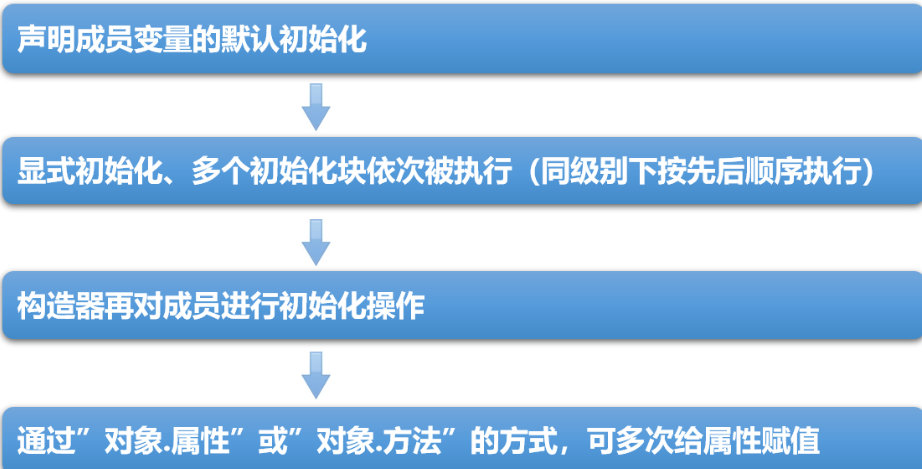 声明成员变量的默认初始化
显式初始化、多个初始化块依次被执行（同级别下按先后顺序执行）
构造器再对成员进行初始化操作
通过”对象.属性”或”对象.方法”的方式，可多次给属性赋值